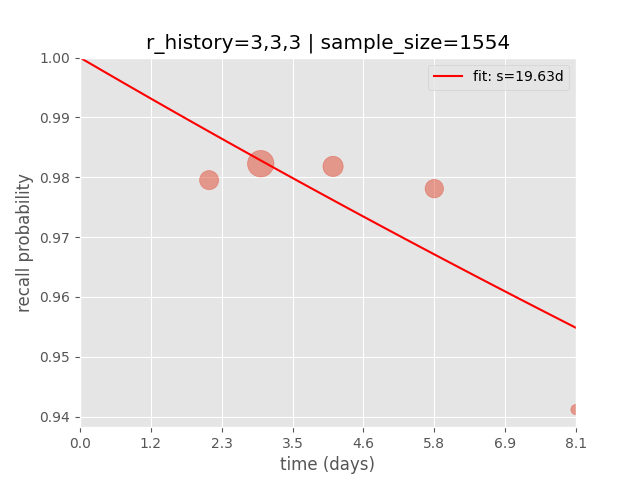 r_history=3,3,3 | sample_size=1554
fit: s=19.63d
recall probability
1.00
0.99
0.98
0.97
0.96
0.95
0.94
0.0 1.2 2.3 3.5 4.6 5.8 6.9 8.1
time (days)